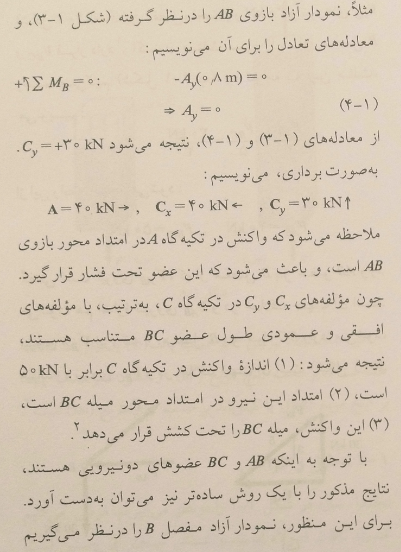 مثلاً، نمودار آزاد بازوی AB را درنظر گرفته (شکل ۱-۳)، و
معادله‌های تعادل را برای آن می‌نویسیم:
+↰∑ M_B = ۰: -A_y(۰٫۸ m) = ۰
⇒ A_y = ۰ (۱-۴)
از معادله‌های (۱-۳) و (۱-۴)، نتیجه می‌شود C_y = +۳۰ kN.
به‌صورت برداری، می‌نویسیم:
A = ۴۰ kN → , C_x = ۴۰ kN ← , C_y = ۳۰ kN ↑
ملاحظه می‌شود که واکنش در تکیه‌گاه A در امتداد محور بازوی
AB است، و باعث می‌شود که این عضو تحت فشار قرار گیرد.
چون مؤلفه‌های C_x و C_y در تکیه‌گاه C، به‌ترتیب، با مؤلفه‌های
افقی و عمودی طول عضو BC متناسب هستند،
نتیجه می‌شود: (۱) اندازهٔ واکنش در تکیه‌گاه C برابر با ۵۰ kN
است، (۲) امتداد این نیرو در امتداد محور میله BC است،
(۳) این واکنش، میله BC را تحت کشش قرار می‌دهد.۲
با توجه به اینکه AB و BC عضوهای دونیرویی هستند،
نتایج مذکور را با یک روش ساده‌تر نیز می‌توان به‌دست آورد.
برای این منظور، نمودار آزاد مفصل B را درنظر می‌گیریم